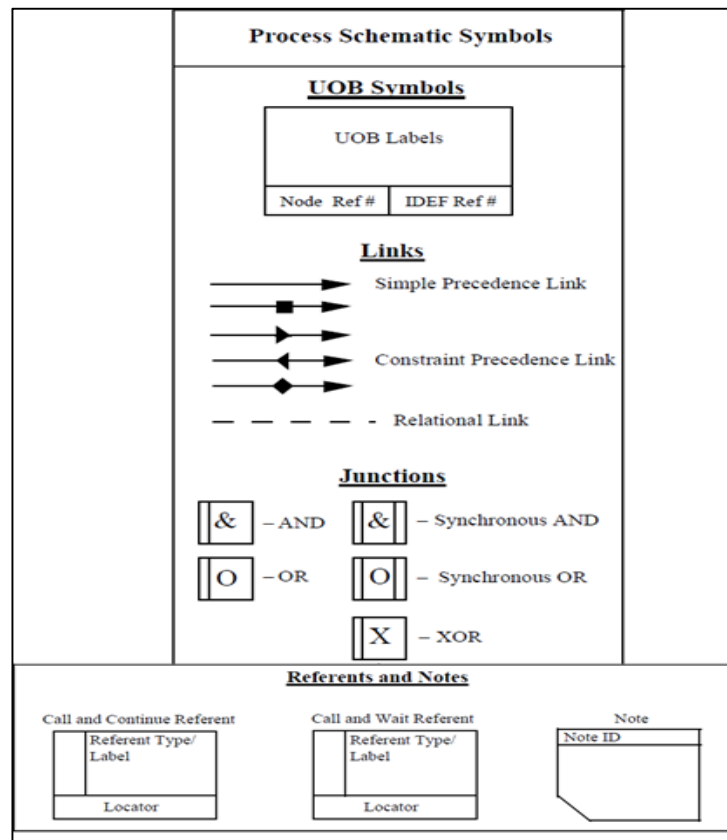 Process Schematic Symbols
UOB Symbols
UOB Labels
Node Ref # IDEF Ref #
Links
Simple Precedence Link
Constraint Precedence Link
Relational Link
Junctions
& – AND & – Synchronous AND
O – OR O – Synchronous OR
X – XOR
Referents and Notes
Call and Continue Referent Call and Wait Referent Note
Referent Type/ Referent Type/ Note ID
Label Label
Locator Locator